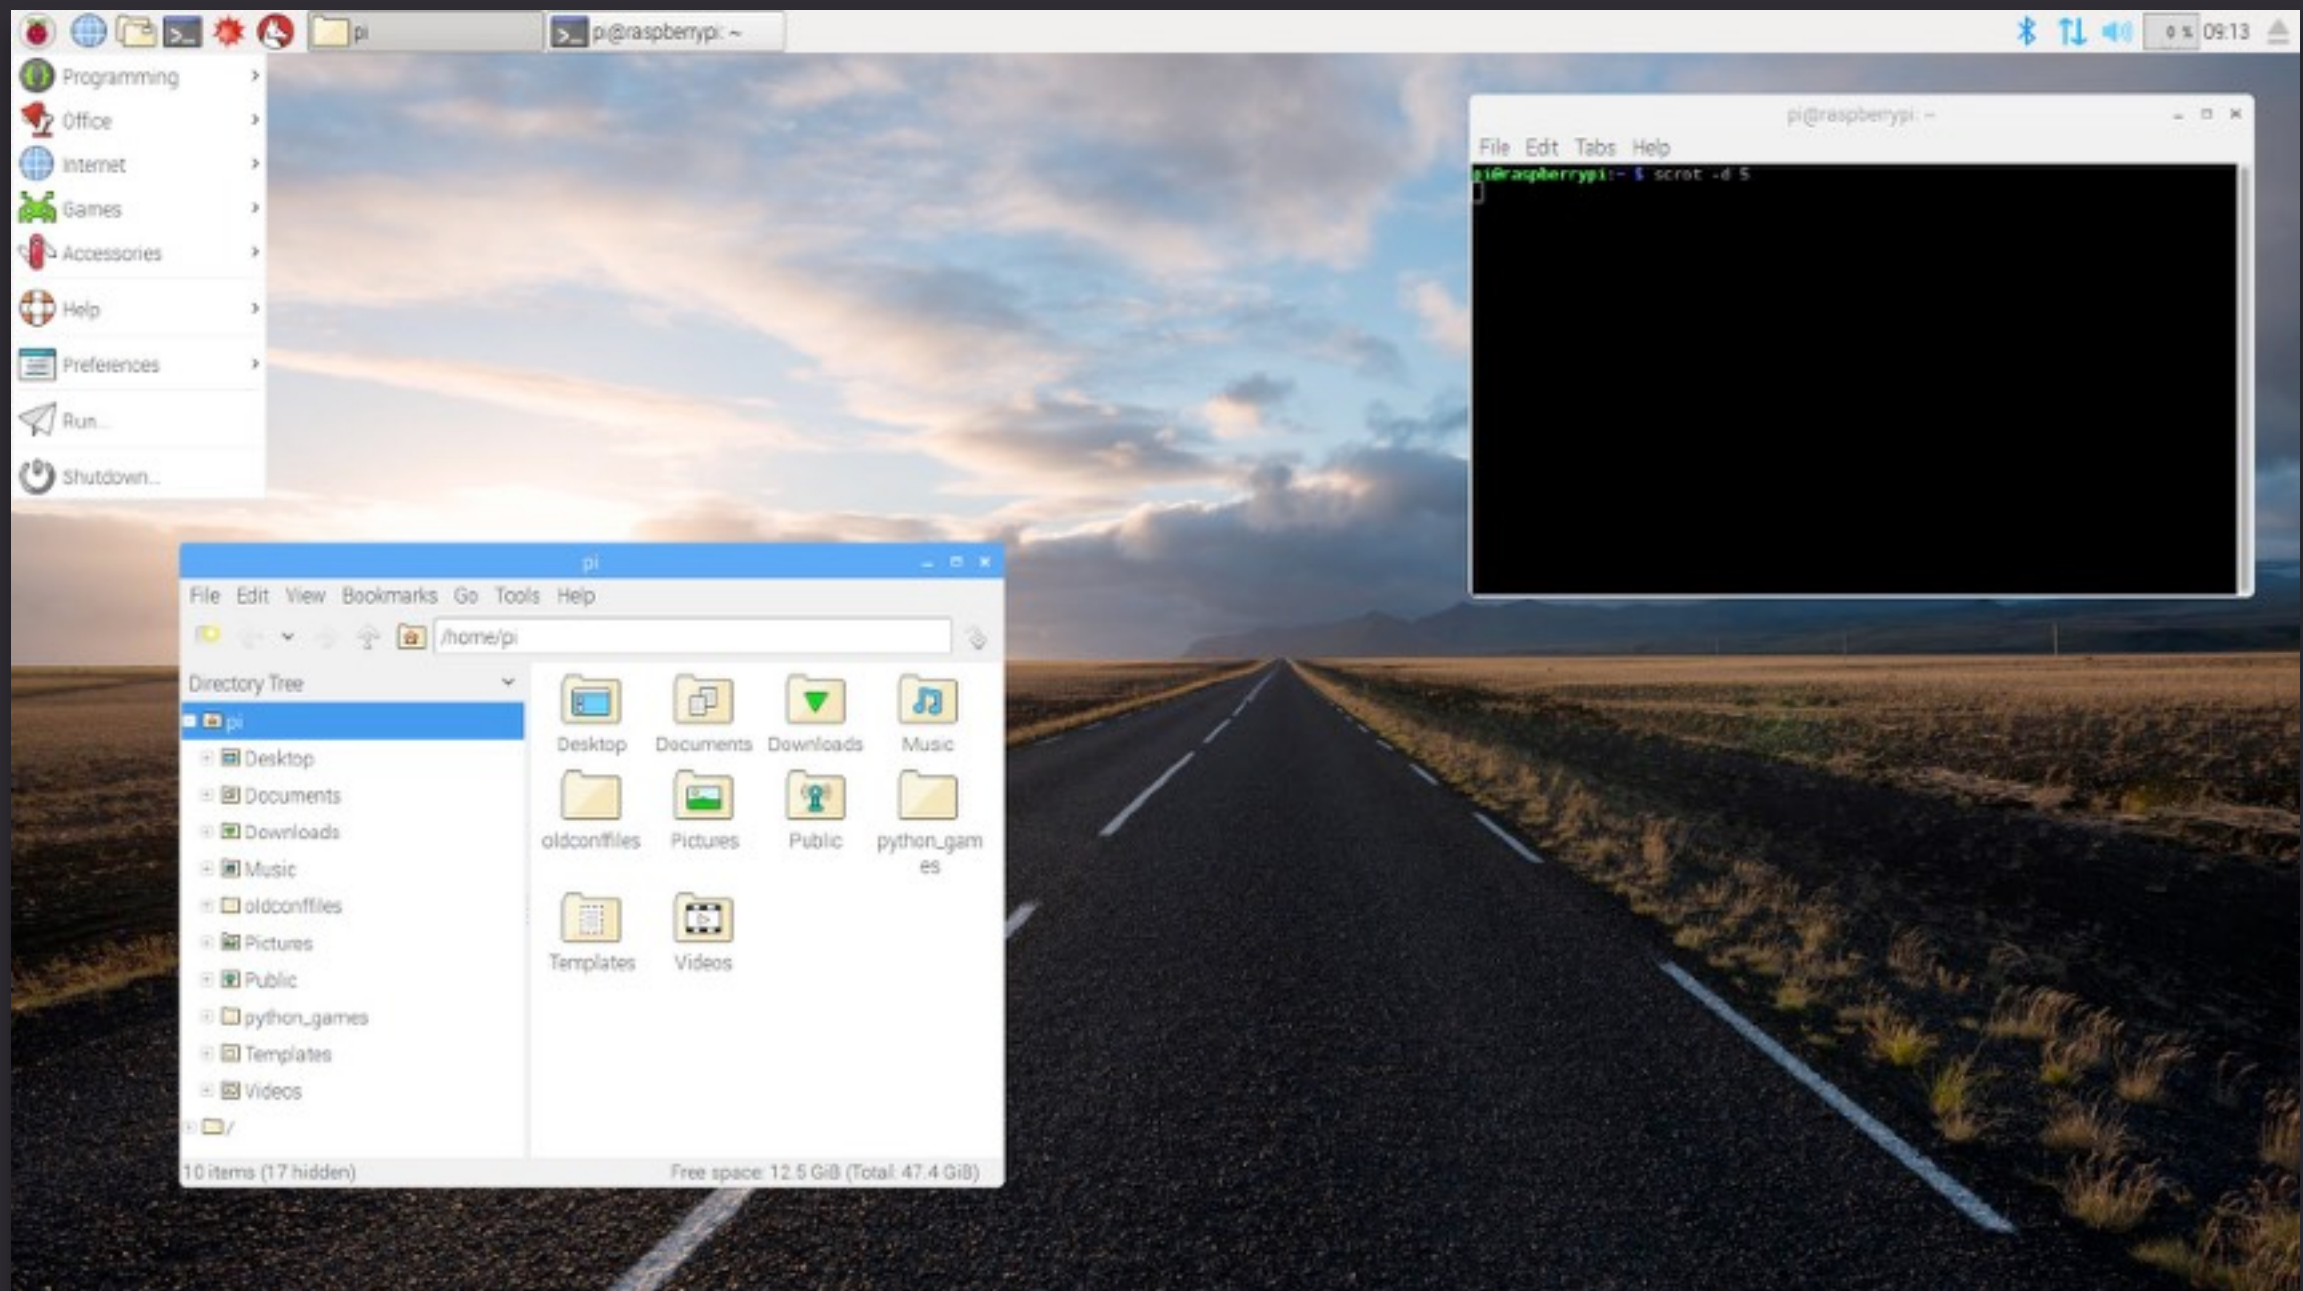 pi
pi@raspberrypi: ~
0 %
09:13
Programming
Office
Internet
Games
Accessories
Help
Preferences
Run...
Shutdown...
pi@raspberrypi: ~
File Edit Tabs Help
pi@raspberrypi:~ $ scrot -d 5
pi
File Edit View Bookmarks Go Tools Help
/home/pi
Directory Tree
pi
Desktop
Documents
Downloads
Music
oldconffiles
Pictures
Public
python_games
Templates
Videos
/
Desktop Documents Downloads Music
oldconffiles Pictures Public python_gam
es
Templates Videos
10 items (17 hidden)
Free space: 12.5 GiB (Total: 47.4 GiB)